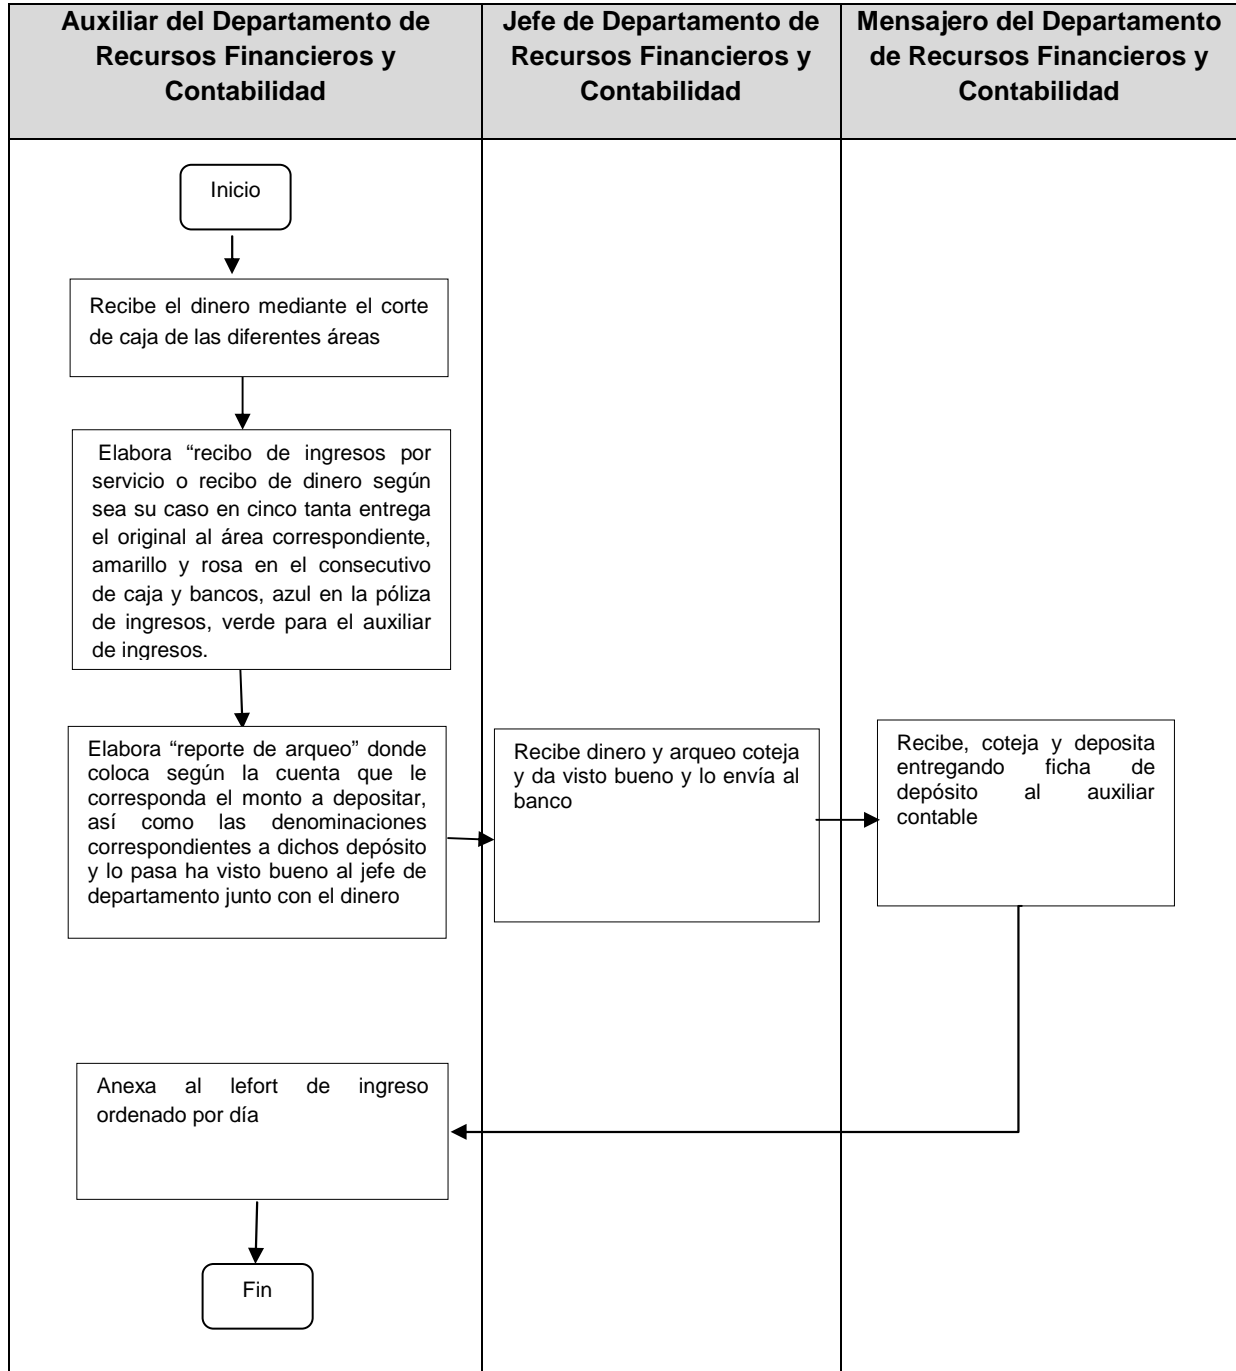 Auxiliar del Departamento de
Recursos Financieros y
Contabilidad
Jefe de Departamento de
Recursos Financieros y
Contabilidad
Mensajero del Departamento
de Recursos Financieros y
Contabilidad
Inicio
Recibe el dinero mediante el corte
de caja de las diferentes áreas
Elabora “recibo de ingresos por
servicio o recibo de dinero según
sea su caso en cinco tanta entrega
el original al área correspondiente,
amarillo y rosa en el consecutivo
de caja y bancos, azul en la póliza
de ingresos, verde para el auxiliar
de ingresos.
Elabora “reporte de arqueo” donde
coloca según la cuenta que le
corresponda el monto a depositar,
así como las denominaciones
correspondientes a dichos depósito
y lo pasa ha visto bueno al jefe de
departamento junto con el dinero
Recibe dinero y arqueo coteja
y da visto bueno y lo envía al
banco
Recibe, coteja y deposita
entregando ficha de
depósito al auxiliar
contable
Anexa al lefort de ingreso
ordenado por día
Fin